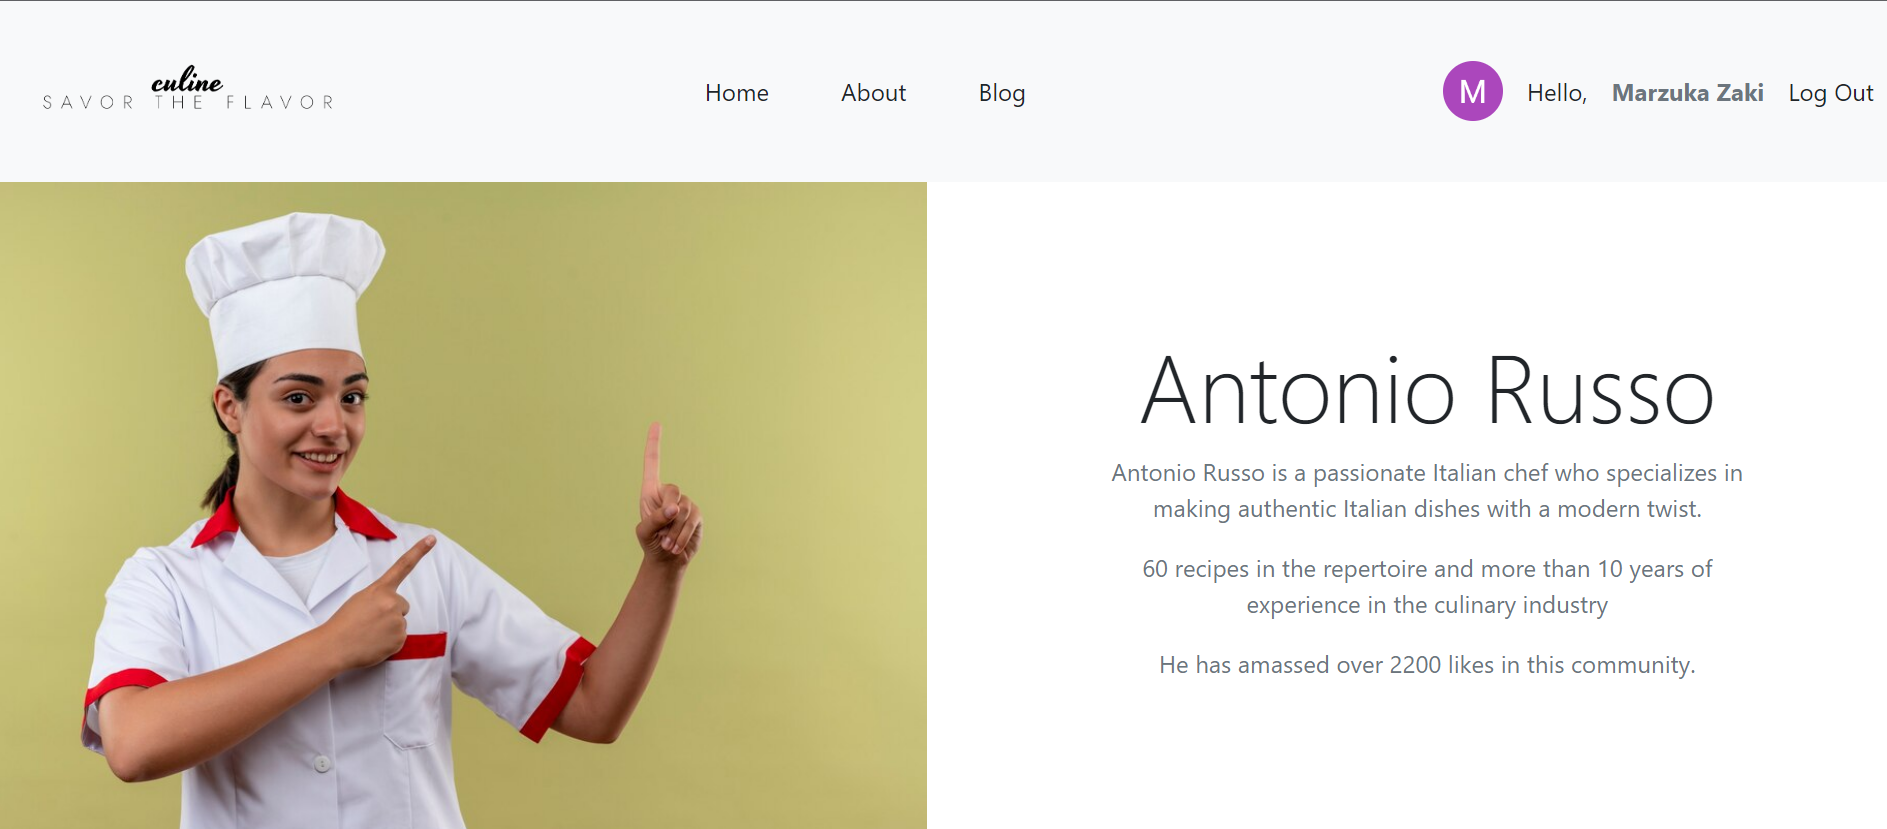 culine
SAVOR THE FLAVOR
Home
About
Blog
M
Hello,
Marzuka Zaki
Log Out
Antonio Russo
Antonio Russo is a passionate Italian chef who specializes in
making authentic Italian dishes with a modern twist.
60 recipes in the repertoire and more than 10 years of
experience in the culinary industry
He has amassed over 2200 likes in this community.